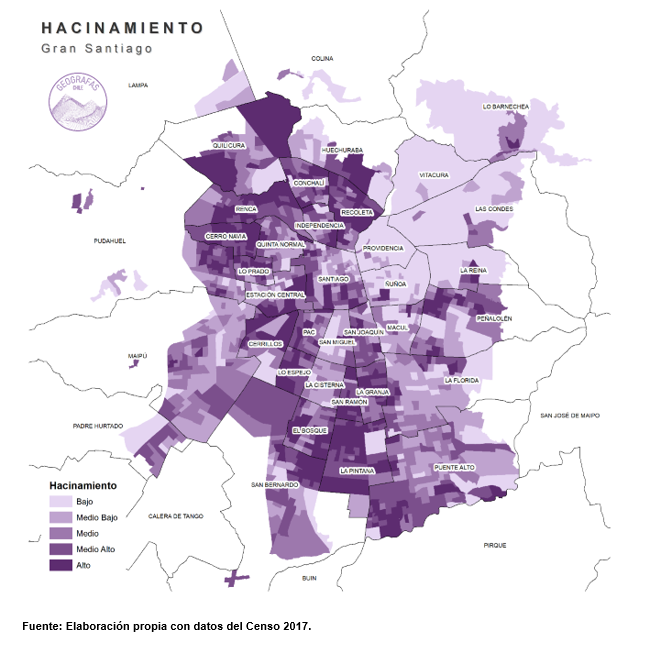 HACINAMIENTO
Gran Santiago
GEOGRAFAS
CHILE
COLINA
LAMPA
LO BARNECHEA
QUILICURA
HUECHURABA
VITACURA
CONCHALÍ
RENCA
RECOLETA
LAS CONDES
INDEPENDENCIA
CERRO NAVIA
PUDAHUEL
QUINTA NORMAL
PROVIDENCIA
LO PRADO
LA REINA
SANTIAGO
ÑUÑOA
ESTACIÓN CENTRAL
PEÑALOLÉN
PAC
SAN JOAQUÍN
MACUL
CERRILLOS
SAN MIGUEL
MAIPÚ
LO ESPEJO
LA FLORIDA
LA CISTERNA
LA GRANJA
SAN RAMÓN
SAN JOSÉ DE MAIPO
PADRE HURTADO
EL BOSQUE
LA PINTANA
PUENTE ALTO
SAN BERNARDO
Hacinamiento
Bajo
Medio Bajo
Medio
Medio Alto
Alto
CALERA DE TANGO
PIRQUE
BUIN
Fuente: Elaboración propia con datos del Censo 2017.